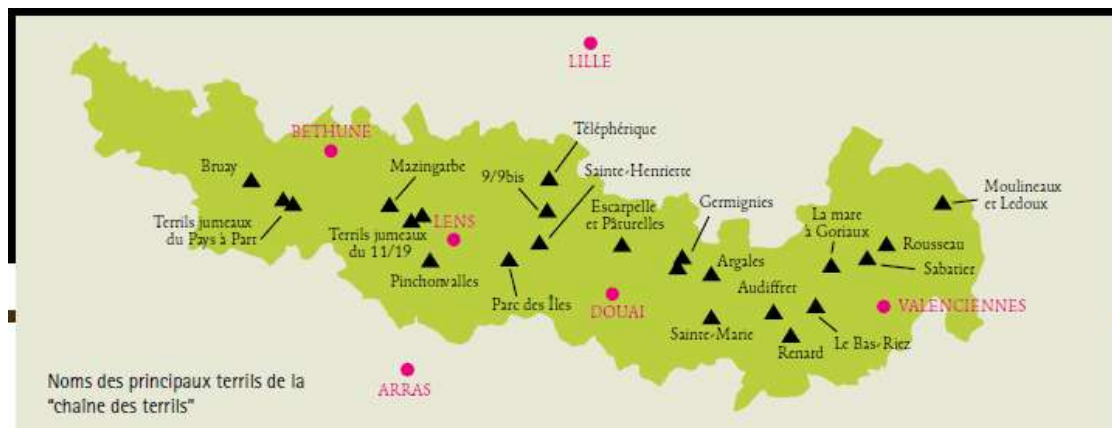 LILLE
BETHUNE
Téléphérique
Bruay
Mazingarbe
9/9bis
Sainte-Henriette
Moulineaux
et Ledoux
Germignies
Escarpelle
et Pâturelles
La mare
à Goriaux
Terrils jumeaux
du Pays à Part
Terrils jumeaux
du 11/19
LENS
Rousseau
Sabatier
Argales
Pinchonvalles
Audiffret
Parc des Îles
DOUAI
VALENCIENNES
Sainte-Marie
Le Bas-Riez
Renard
ARRAS
Noms des principaux terrils de la
"chaîne des terrils"